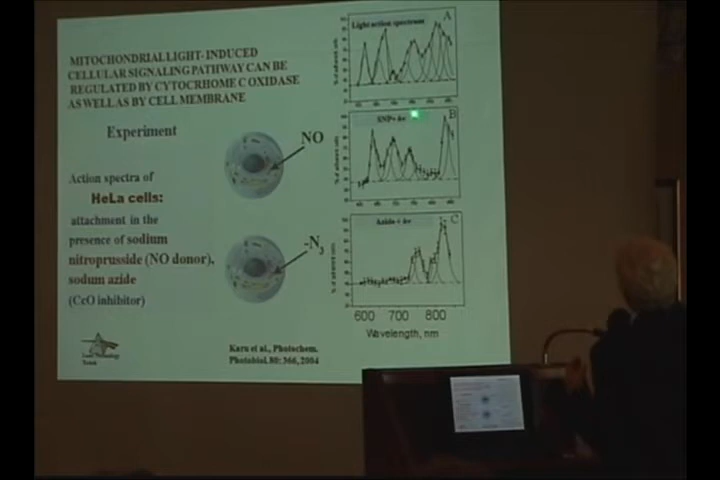 MITOCHONDRIAL LIGHT- INDUCED
CELLULAR SIGNALING PATHWAY CAN BE
REGULATED BY CYTOCRHOME C OXIDASE
AS WELL AS BY CELL MEMBRANE
Experiment
Action spectra of
HeLa cells:
attachment in the
presence of sodium
nitroprusside (NO donor),
sodum azide
(CcO inhibitor)
NO
-N3
Light action spectrum
A
SNP+ hν
B
Azide + hν
C
600 700 800
Wavelength, nm
Karu et al., Photochem.
Photobiol. 80: 366, 2004